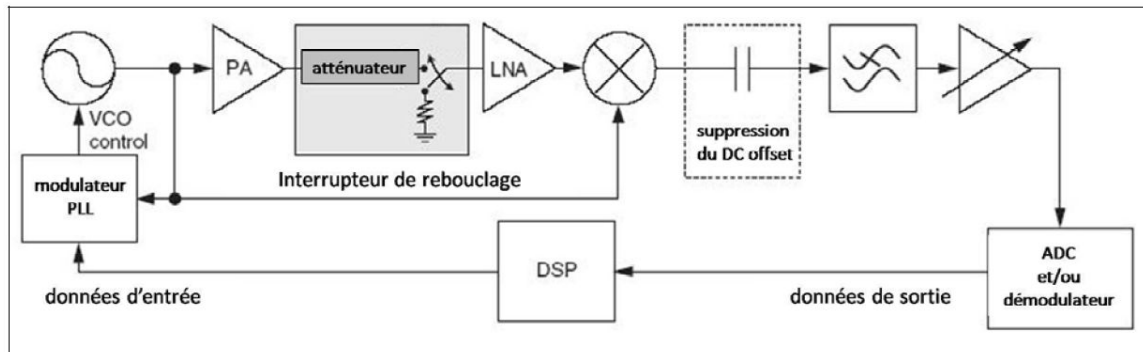 PA
atténuateur
LNA
VCO
control
suppression
du DC offset
modulateur
PLL
Interrupteur de rebouclage
DSP
ADC
et/ou
démodulateur
données d'entrée
données de sortie